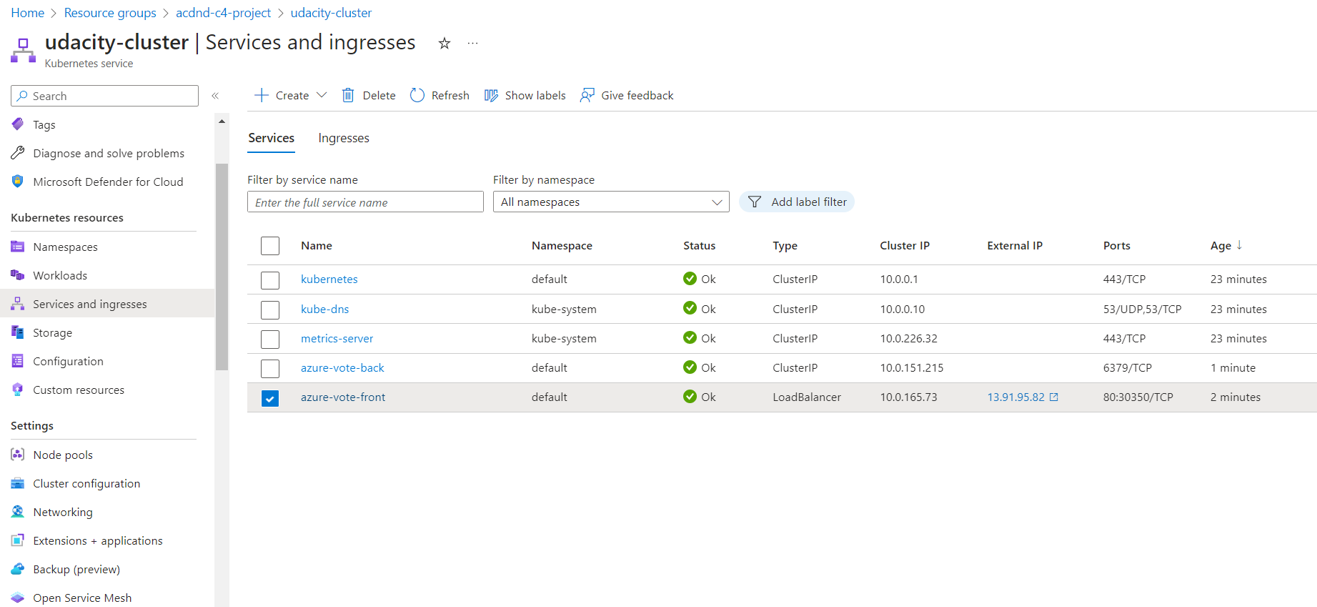 Home > Resource groups > acdnd-c4-project > udacity-cluster
udacity-cluster | Services and ingresses
Kubernetes service
Search
Tags
Diagnose and solve problems
Microsoft Defender for Cloud
Kubernetes resources
Namespaces
Workloads
Services and ingresses
Storage
Configuration
Custom resources
Settings
Node pools
Cluster configuration
Networking
Extensions + applications
Backup (preview)
Open Service Mesh
Create Delete Refresh Show labels Give feedback
Services Ingresses
Filter by service name Filter by namespace
Enter the full service name All namespaces Add label filter
Name Namespace Status Type Cluster IP External IP Ports Age ↓
kubernetes default Ok ClusterIP 10.0.0.1 443/TCP 23 minutes
kube-dns kube-system Ok ClusterIP 10.0.0.10 53/UDP,53/TCP 23 minutes
metrics-server kube-system Ok ClusterIP 10.0.226.32 443/TCP 23 minutes
azure-vote-back default Ok ClusterIP 10.0.151.215 6379/TCP 1 minute
azure-vote-front default Ok LoadBalancer 10.0.165.73 13.91.95.82 80:30350/TCP 2 minutes